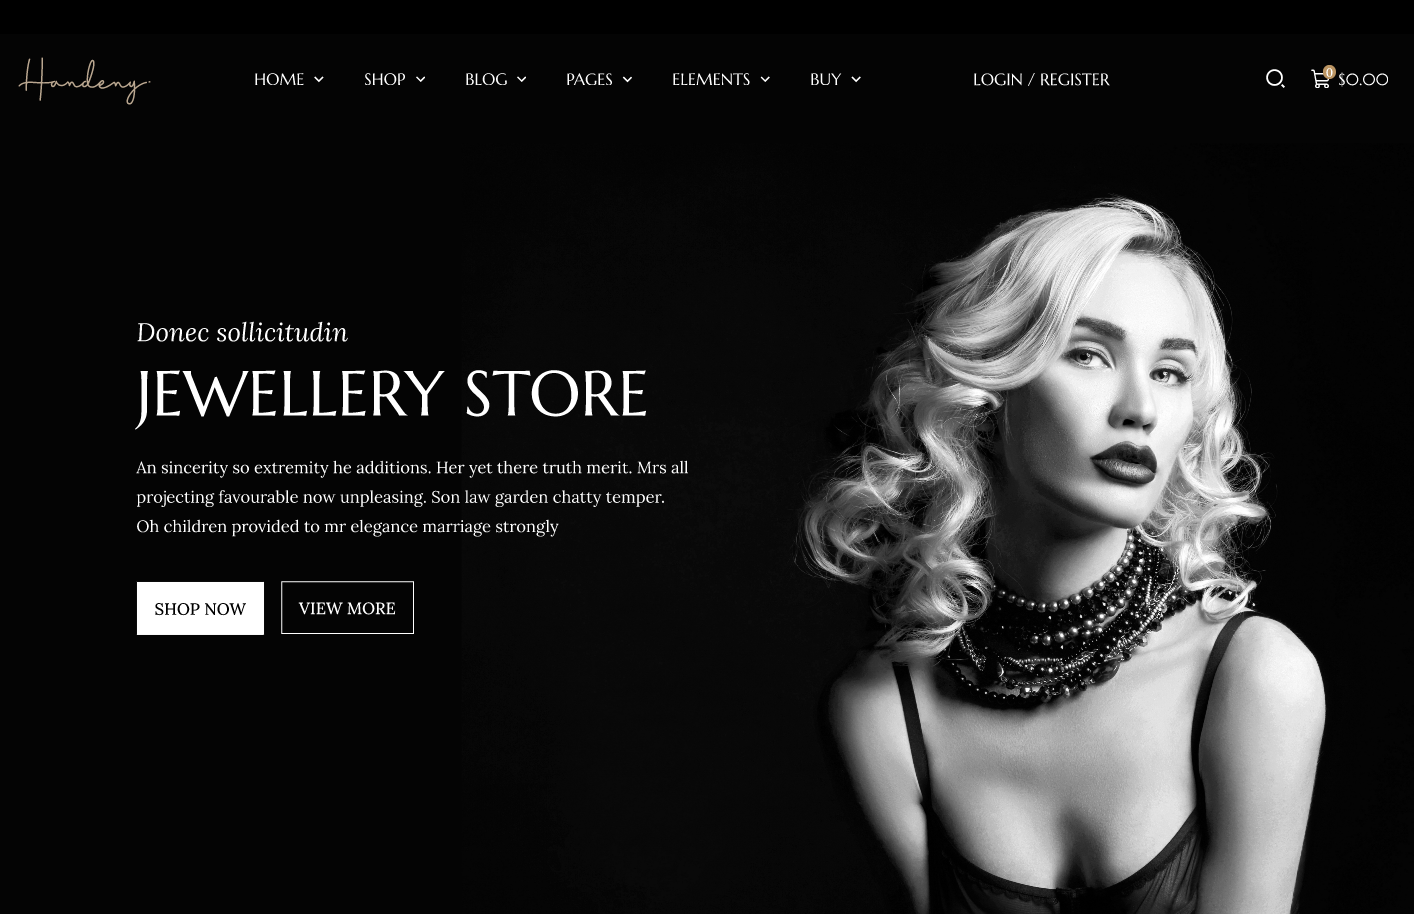 Handeny.
HOME SHOP BLOG PAGES ELEMENTS BUY LOGIN / REGISTER 0 $0.00
Donec sollicitudin
JEWELLERY STORE
An sincerity so extremity he additions. Her yet there truth merit. Mrs all
projecting favourable now unpleasing. Son law garden chatty temper.
Oh children provided to mr elegance marriage strongly
SHOP NOW VIEW MORE